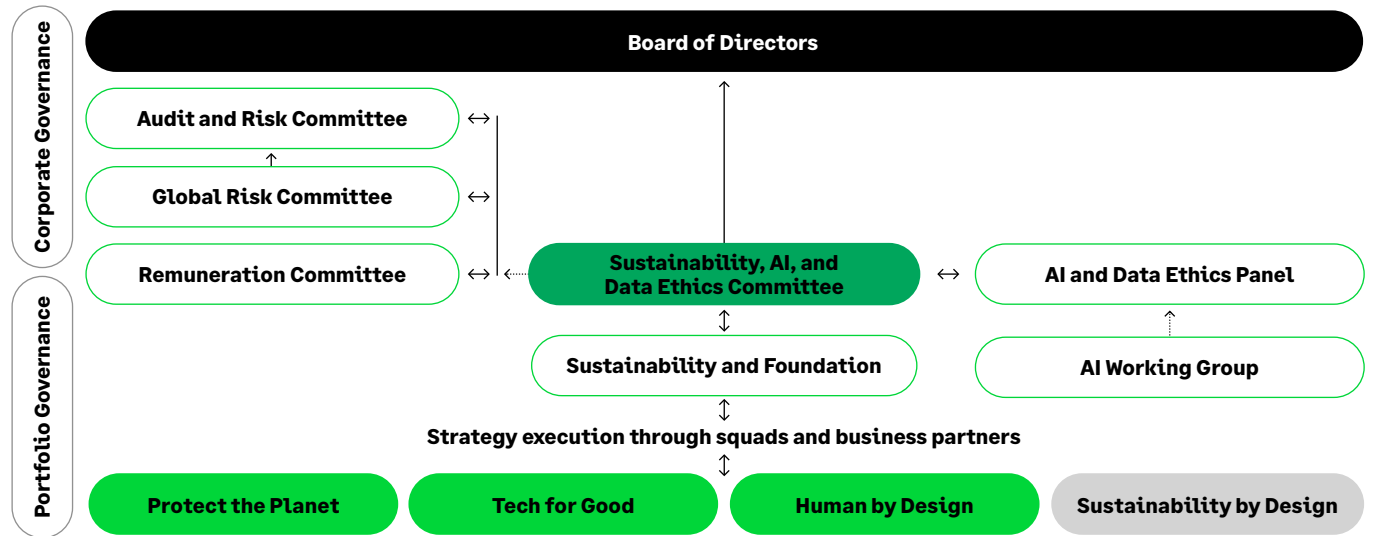 Corporate Governance
Board of Directors
Audit and Risk Committee
Global Risk Committee
Remuneration Committee
Sustainability, AI, and
Data Ethics Committee
AI and Data Ethics Panel
Portfolio Governance
Sustainability and Foundation
AI Working Group
Strategy execution through squads and business partners
Protect the Planet
Tech for Good
Human by Design
Sustainability by Design